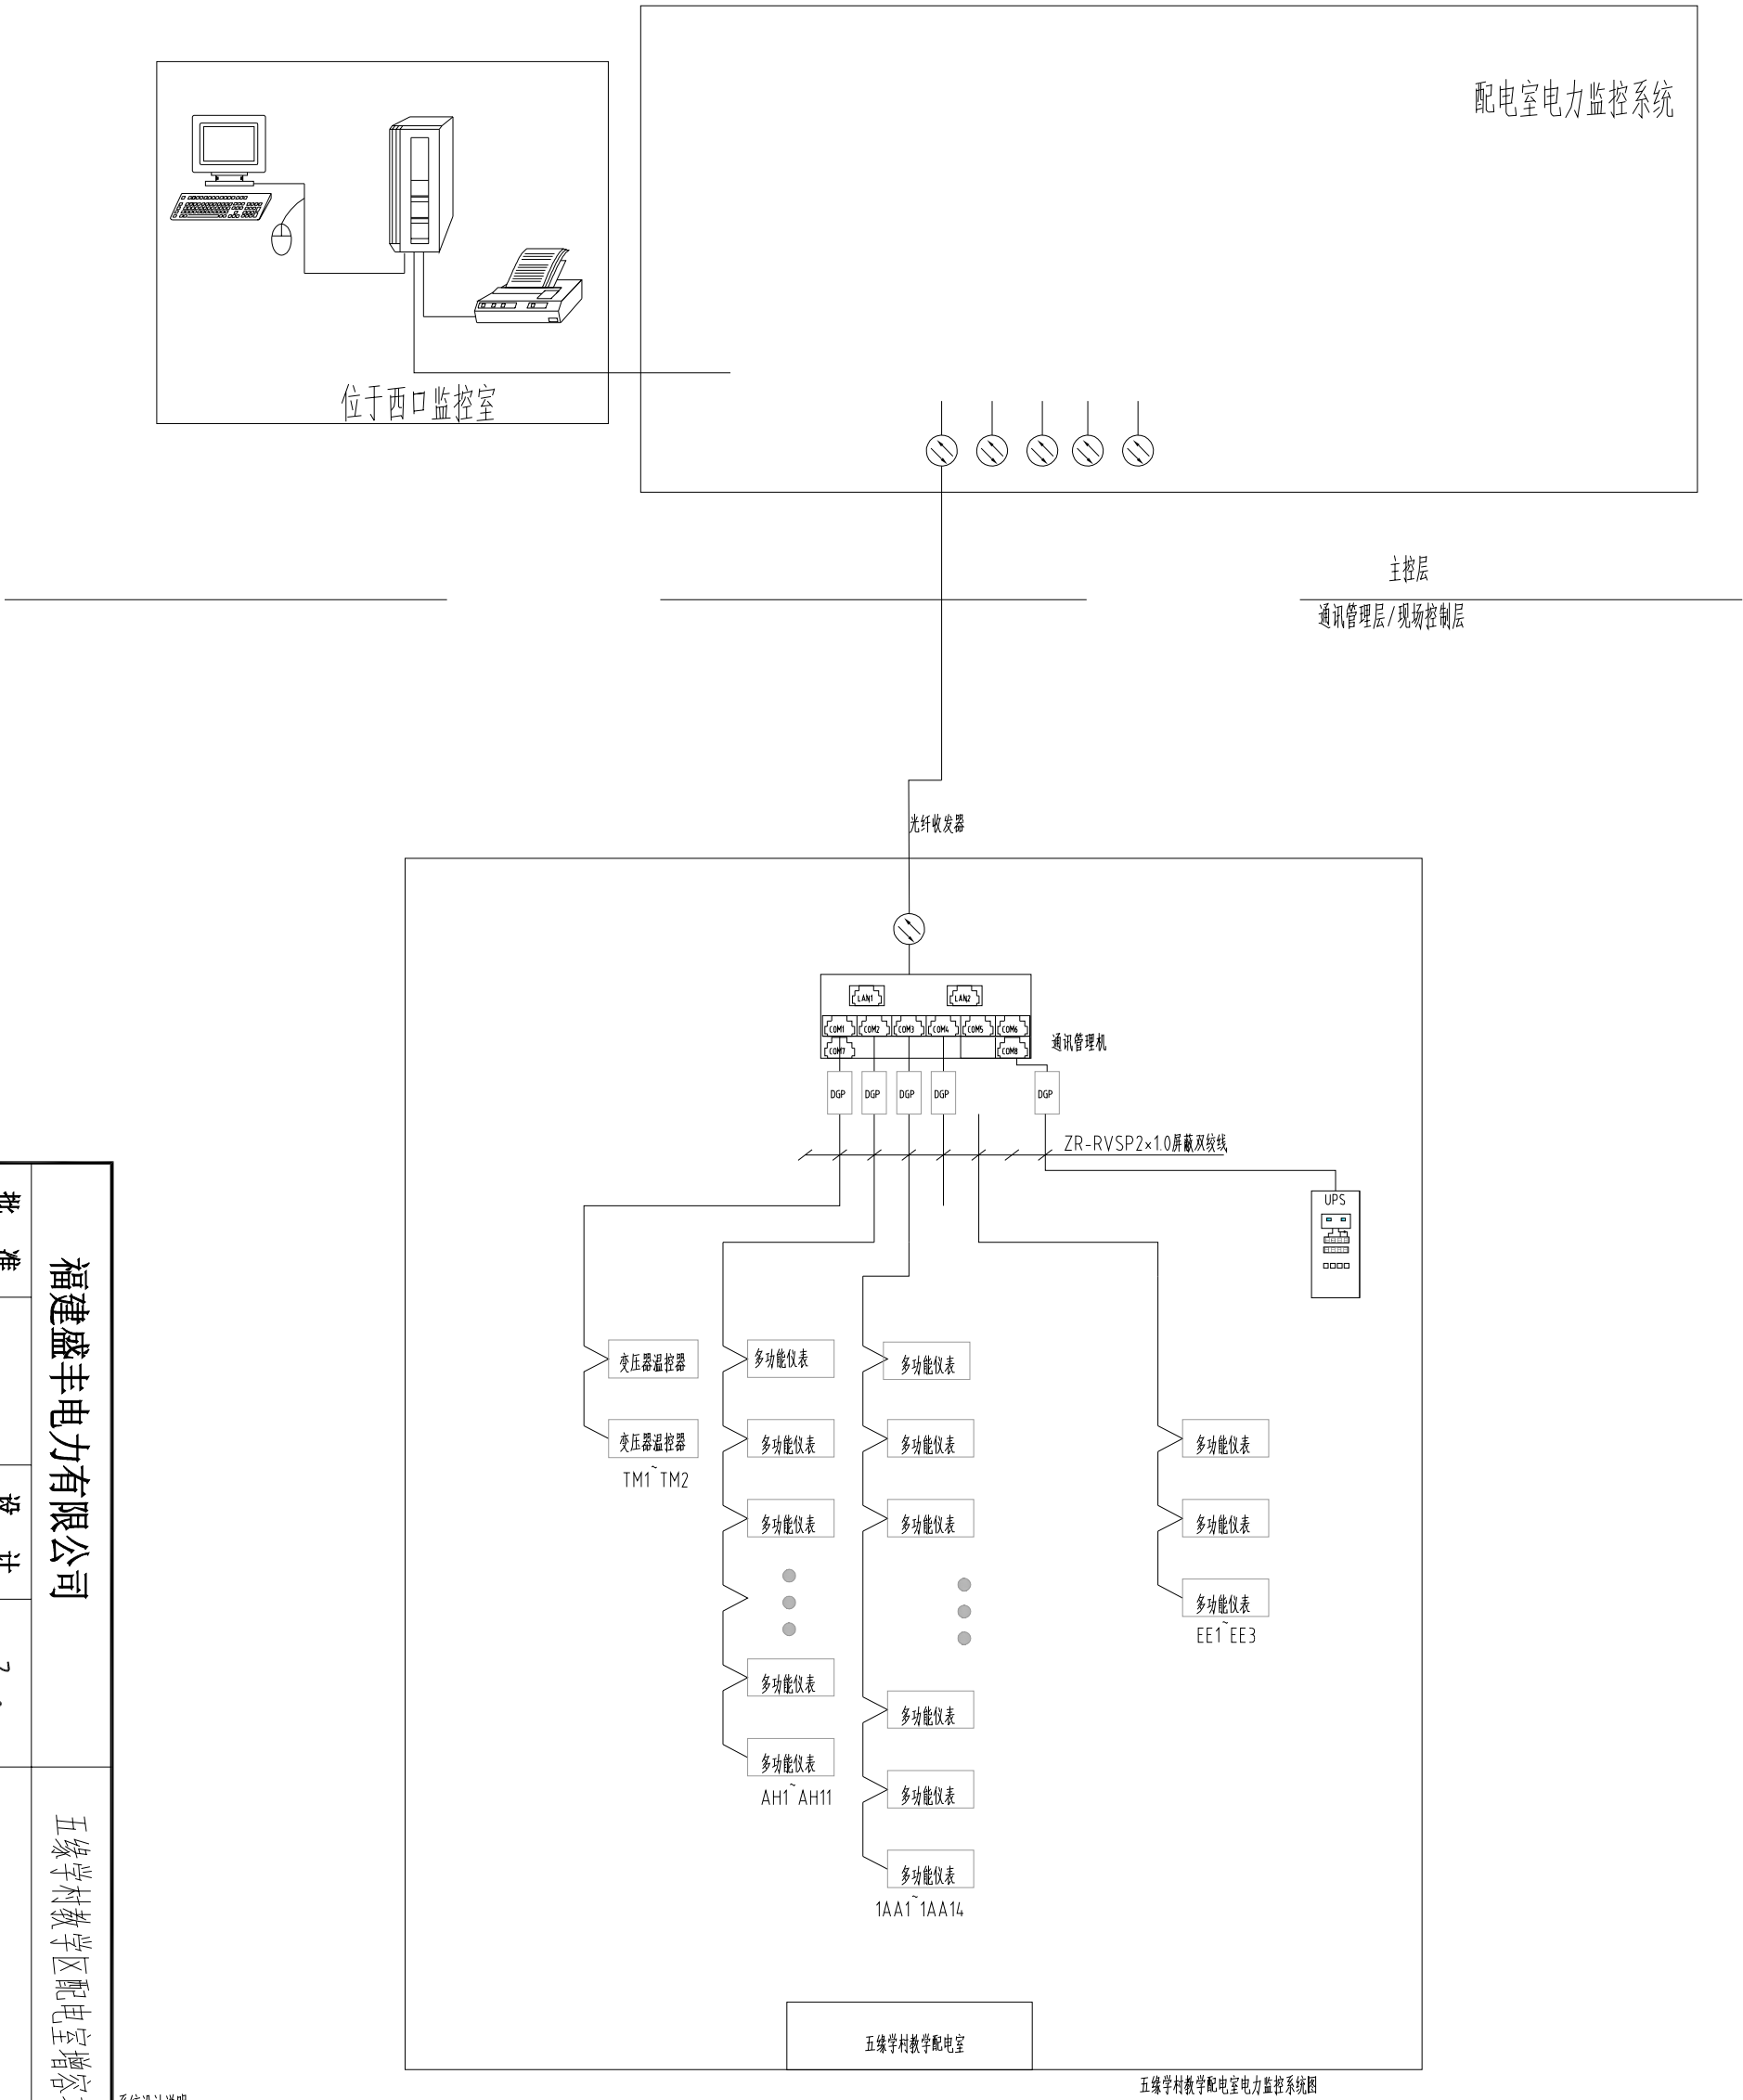 配电室电力监控系统
位于西口监控室
主控层
通讯管理层/现场控制层
光纤收发器
LAN1 LAN2
COM1 COM2 COM3 COM4 COM5 COM6
COM7 COM8
通讯管理机
DGP DGP DGP DGP DGP
ZR-RVSP2×1.0屏蔽双绞线
UPS
变压器温控器 多功能仪表 多功能仪表
变压器温控器 多功能仪表 多功能仪表 多功能仪表
TM1~TM2
多功能仪表 多功能仪表 多功能仪表
多功能仪表
EE1~EE3
多功能仪表 多功能仪表
多功能仪表 多功能仪表
AH1~AH11
多功能仪表
1AA1~1AA14
五缘学村教学配电室
五缘学村教学配电室电力监控系统图
福建盛丰电力有限公司
批 准
设 计
五缘学村教学区配电室增容
系统设计说明